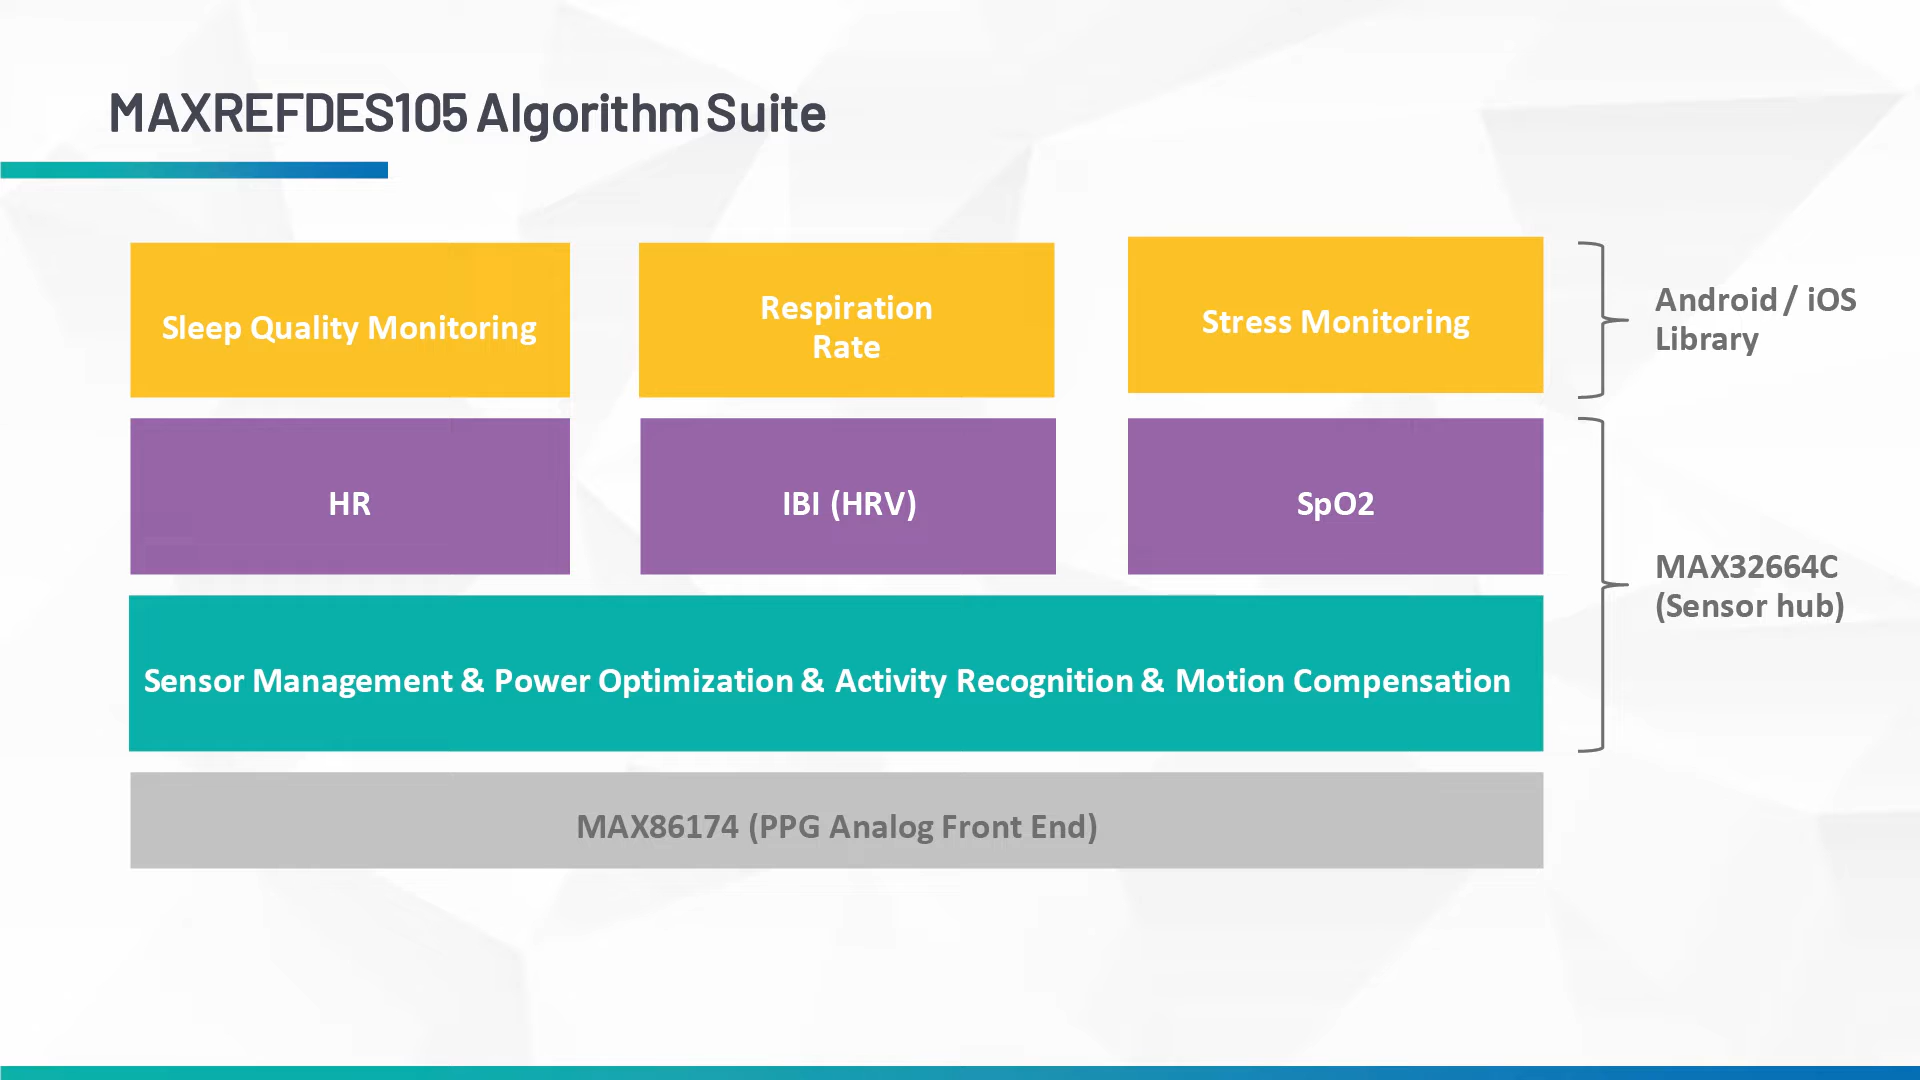 MAXREFDES105 Algorithm Suite
Sleep Quality Monitoring
Respiration
Rate
Stress Monitoring
Android / iOS
Library
HR
IBI (HRV)
SpO2
MAX32664C
(Sensor hub)
Sensor Management & Power Optimization & Activity Recognition & Motion Compensation
MAX86174 (PPG Analog Front End)